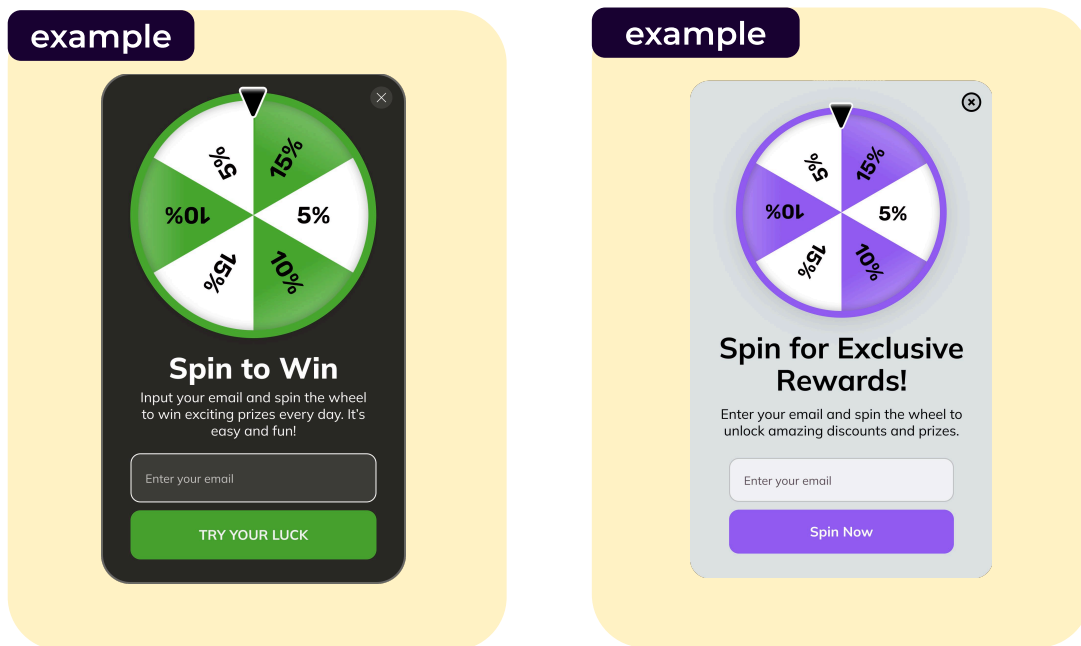 example
5%
15%
10%
5%
15%
10%
Spin to Win
Input your email and spin the wheel
to win exciting prizes every day. It's
easy and fun!
Enter your email
TRY YOUR LUCK
example
5%
15%
10%
5%
15%
10%
Spin for Exclusive
Rewards!
Enter your email and spin the wheel to
unlock amazing discounts and prizes.
Enter your email
Spin Now